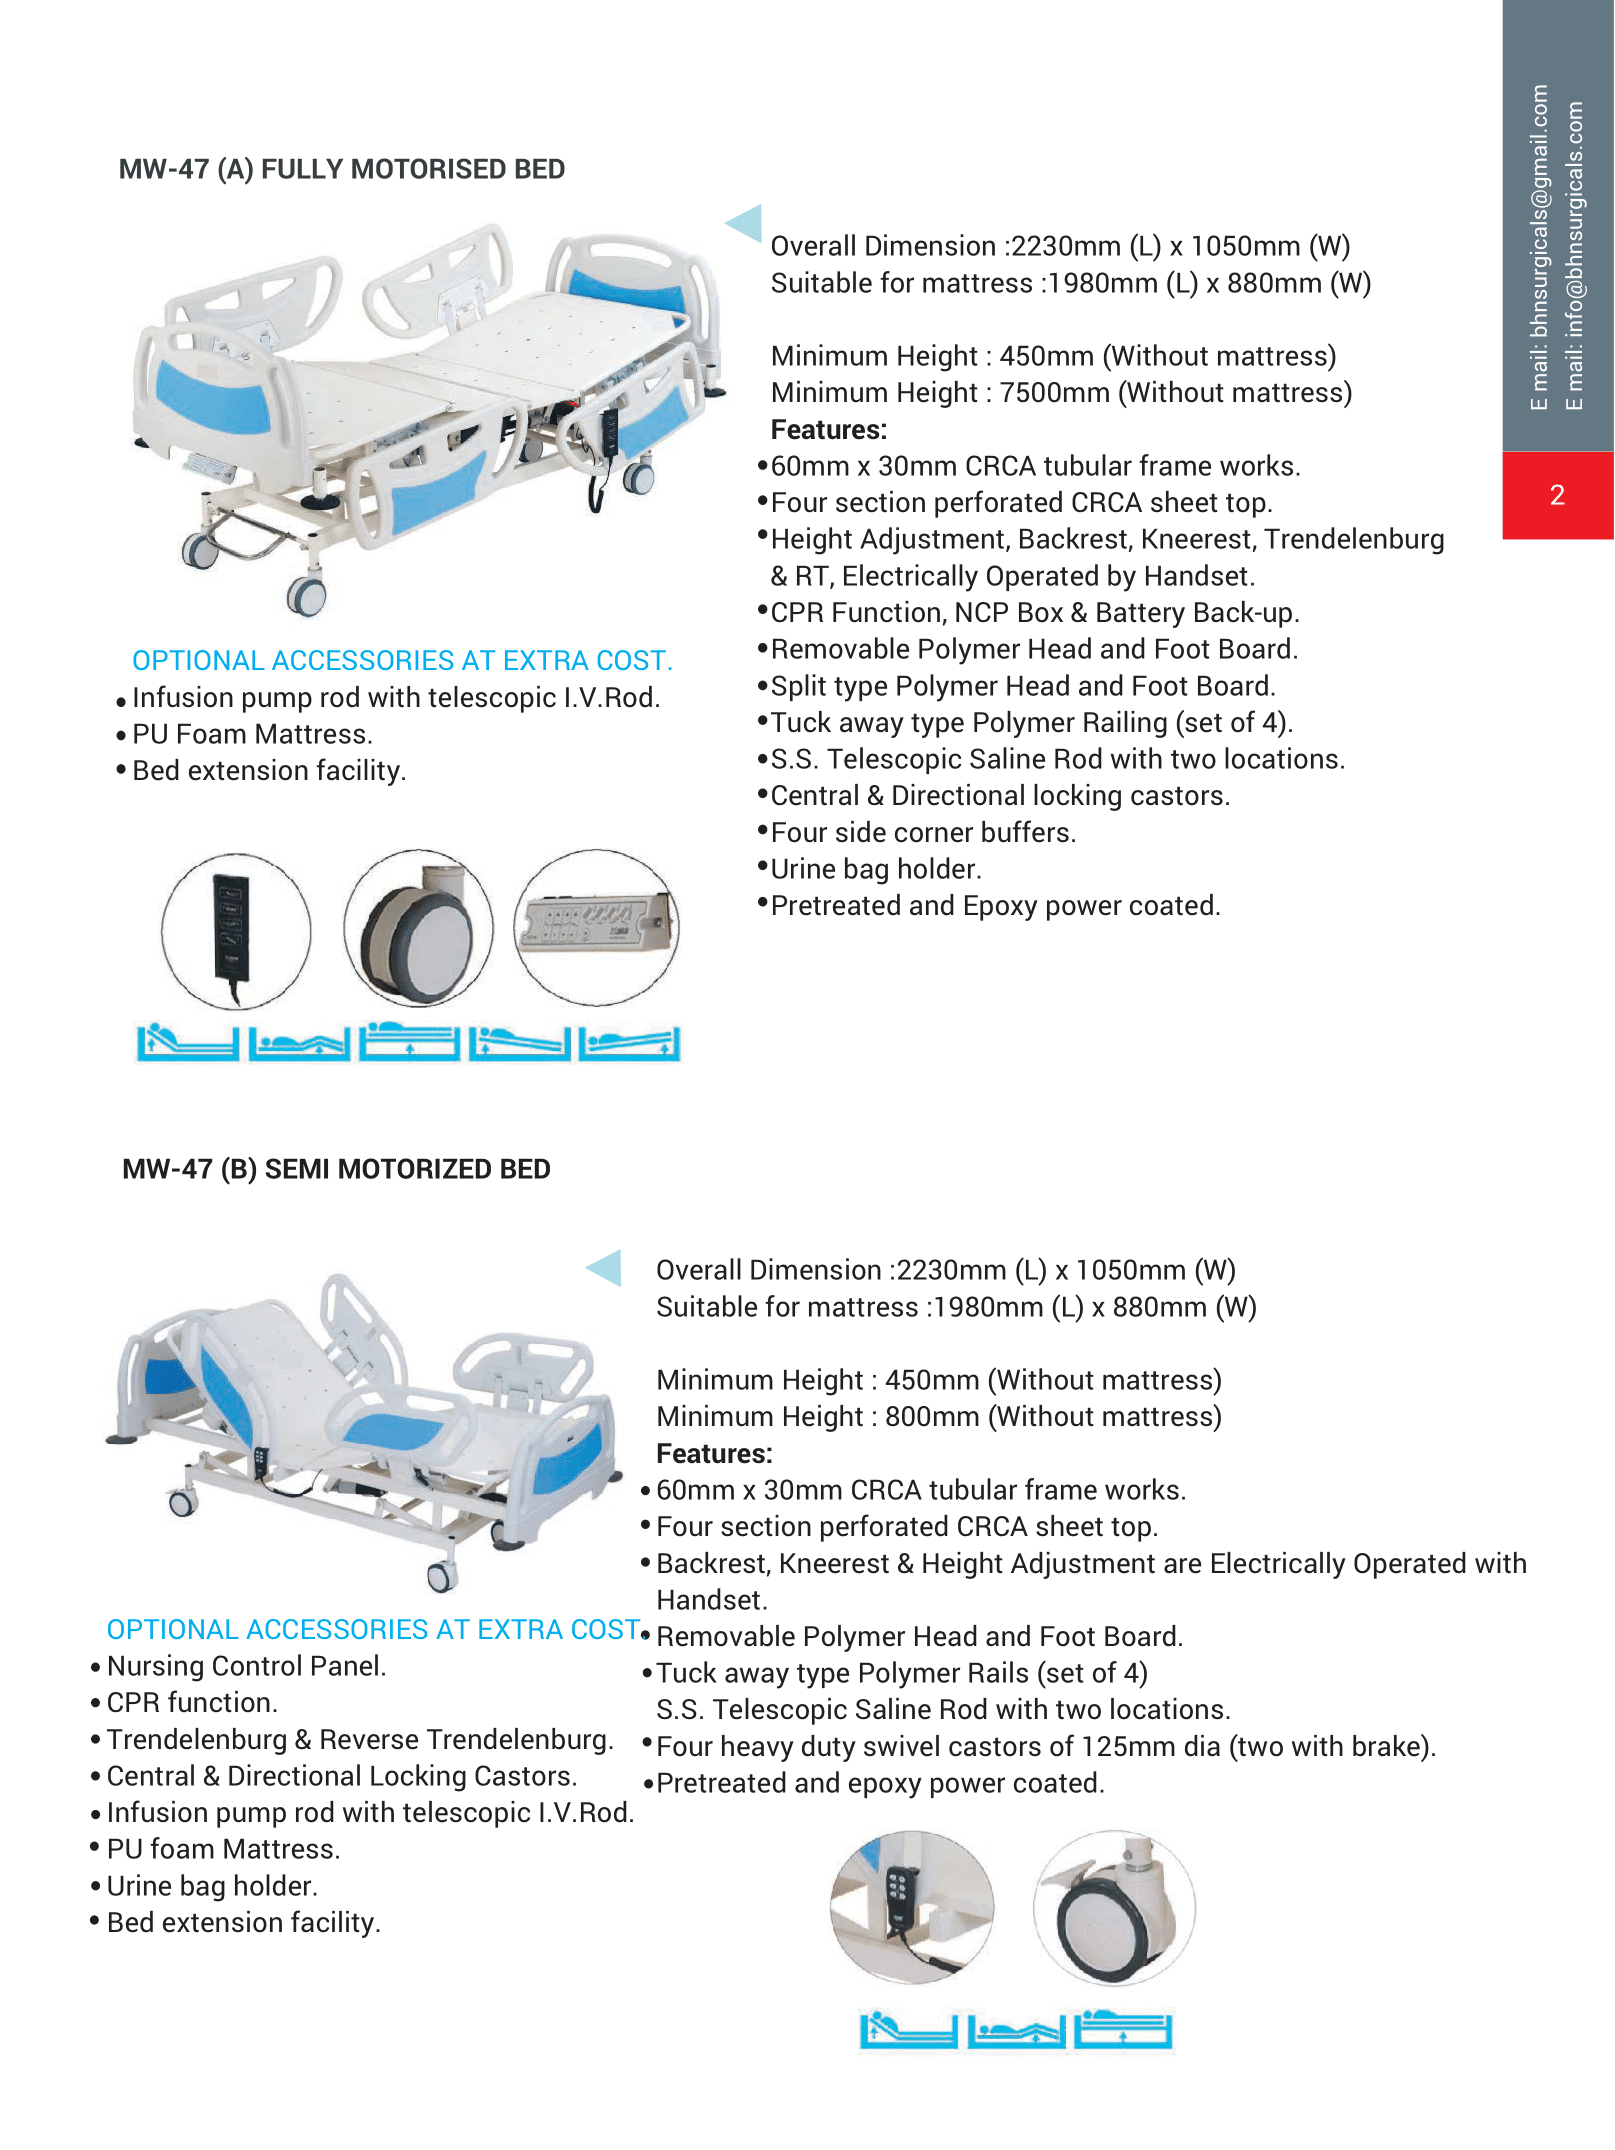 E mail: bhnsurgicals@gmail.com
E mail: info@bhnsurgicals.com
2
MW-47 (A) FULLY MOTORISED BED
Overall Dimension :2230mm (L) x 1050mm (W)
Suitable for mattress :1980mm (L) x 880mm (W)
Minimum Height : 450mm (Without mattress)
Minimum Height : 7500mm (Without mattress)
Features:
•60mm x 30mm CRCA tubular frame works.
•Four section perforated CRCA sheet top.
•Height Adjustment, Backrest, Kneerest, Trendelenburg
& RT, Electrically Operated by Handset.
•CPR Function, NCP Box & Battery Back-up.
•Removable Polymer Head and Foot Board.
•Split type Polymer Head and Foot Board.
•Tuck away type Polymer Railing (set of 4).
•S.S. Telescopic Saline Rod with two locations.
•Central & Directional locking castors.
•Four side corner buffers.
•Urine bag holder.
•Pretreated and Epoxy power coated.
OPTIONAL ACCESSORIES AT EXTRA COST.
• Infusion pump rod with telescopic I.V.Rod.
• PU Foam Mattress.
• Bed extension facility.
MW-47 (B) SEMI MOTORIZED BED
Overall Dimension :2230mm (L) x 1050mm (W)
Suitable for mattress :1980mm (L) x 880mm (W)
Minimum Height : 450mm (Without mattress)
Minimum Height : 800mm (Without mattress)
Features:
• 60mm x 30mm CRCA tubular frame works.
• Four section perforated CRCA sheet top.
• Backrest, Kneerest & Height Adjustment are Electrically Operated with
Handset.
• Removable Polymer Head and Foot Board.
• Tuck away type Polymer Rails (set of 4)
S.S. Telescopic Saline Rod with two locations.
• Four heavy duty swivel castors of 125mm dia (two with brake).
• Pretreated and epoxy power coated.
OPTIONAL ACCESSORIES AT EXTRA COST.
• Nursing Control Panel.
• CPR function.
• Trendelenburg & Reverse Trendelenburg.
• Central & Directional Locking Castors.
• Infusion pump rod with telescopic I.V.Rod.
• PU foam Mattress.
• Urine bag holder.
• Bed extension facility.